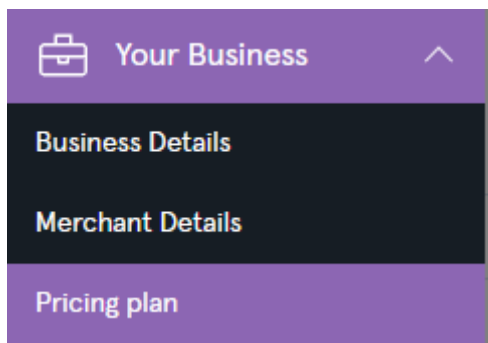 Your Business
Business Details
Merchant Details
Pricing plan